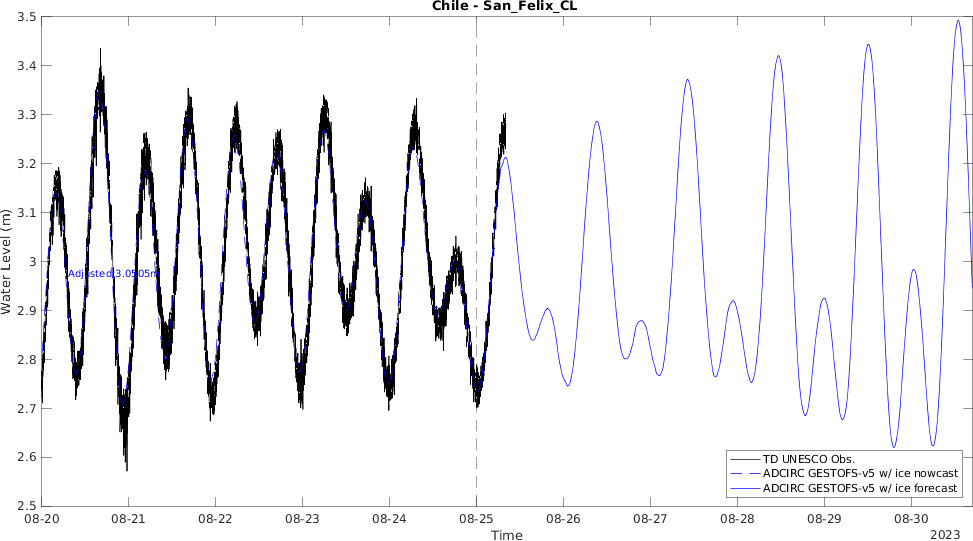 Chile - San_Felix_CL
3.5
3.4
3.3
3.2
3.1
3
2.9
2.8
2.7
2.6
2.5
Water Level (m)
Adjusted 3.0505m
08-20 08-21 08-22 08-23 08-24 08-25 08-26 08-27 08-28 08-29 08-30
Time
2023
TD UNESCO Obs.
ADCIRC GESTOFS-v5 w/ ice nowcast
ADCIRC GESTOFS-v5 w/ ice forecast